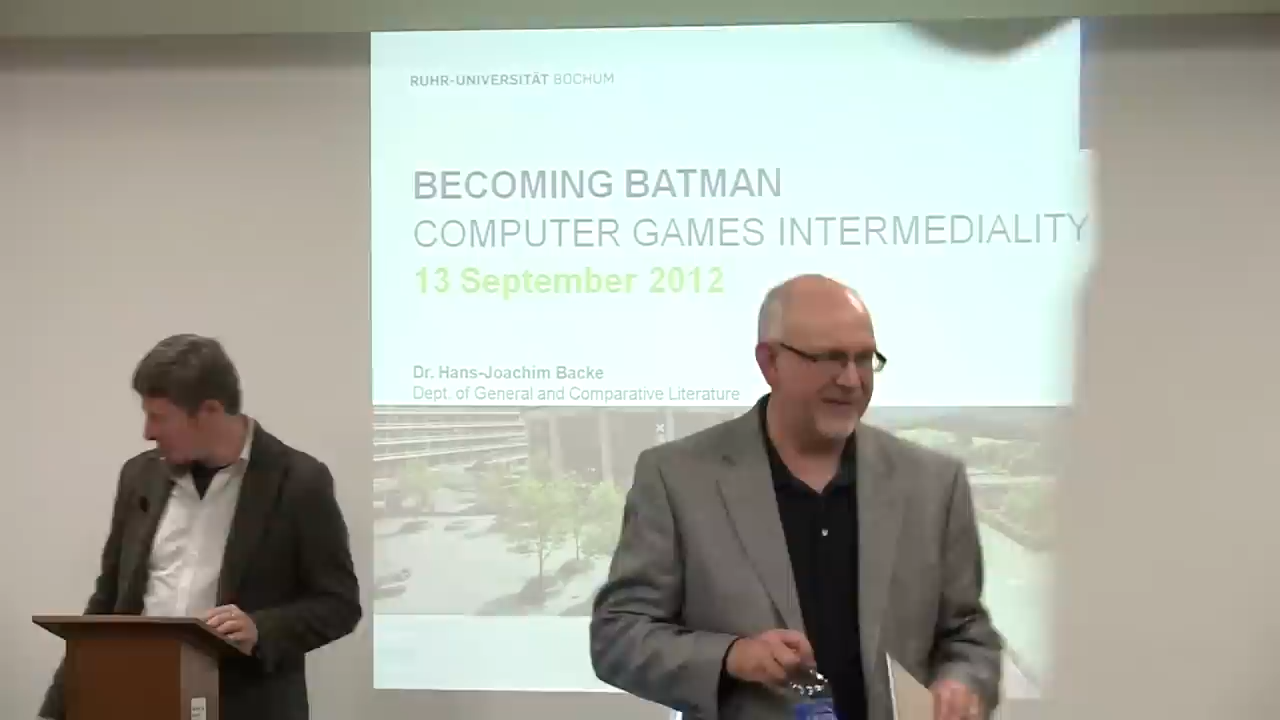 RUHR-UNIVERSITÄT BOCHUM
BECOMING BATMAN
COMPUTER GAMES INTERMEDIALITY
13 September 2012
Dr. Hans-Joachim Backe
Dept. of General and Comparative Literature